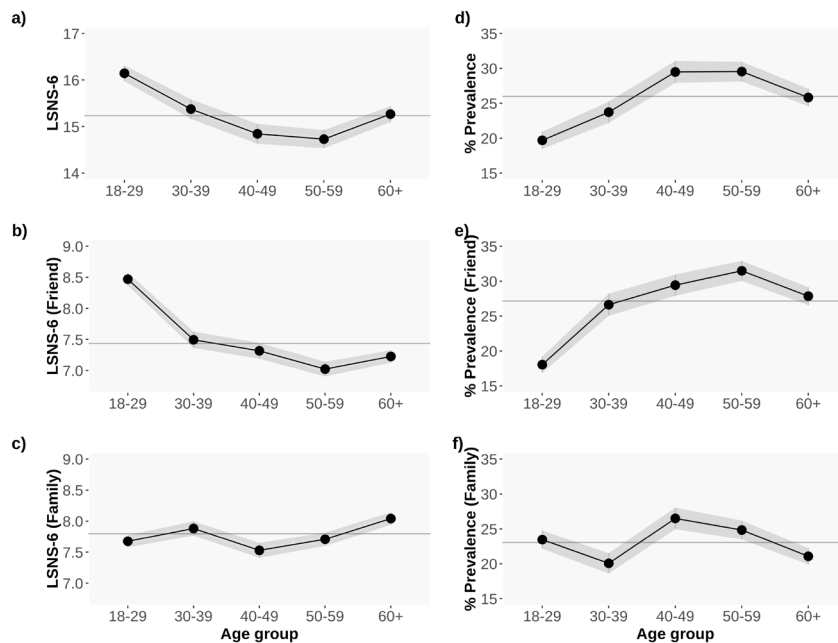 a)
LSNS-6
17
16
15
14
18-29 30-39 40-49 50-59 60+
d)
% Prevalence
35
30
25
20
15
18-29 30-39 40-49 50-59 60+
b)
LSNS-6 (Friend)
9.0
8.5
8.0
7.5
7.0
18-29 30-39 40-49 50-59 60+
e)
% Prevalence (Friend)
35
30
25
20
15
18-29 30-39 40-49 50-59 60+
c)
LSNS-6 (Family)
9.0
8.5
8.0
7.5
7.0
18-29 30-39 40-49 50-59 60+
Age group
f)
% Prevalence (Family)
35
30
25
20
15
18-29 30-39 40-49 50-59 60+
Age group